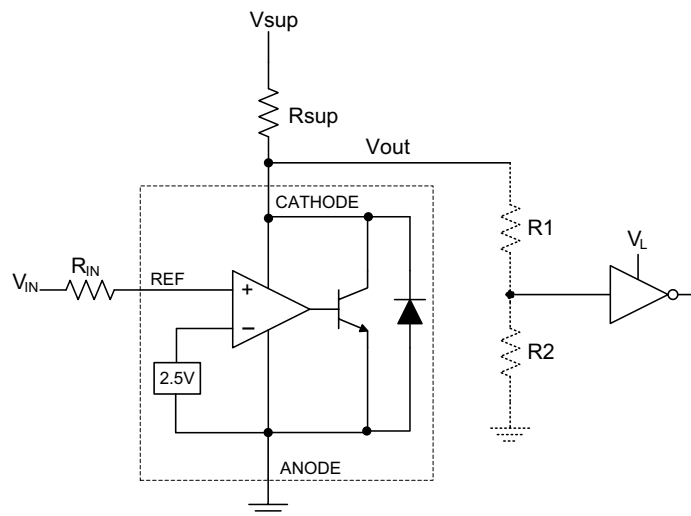 Vsup
Rsup
Vout
CATHODE
R1
RIN
VIN
REF
VL
+
–
2.5V
R2
ANODE